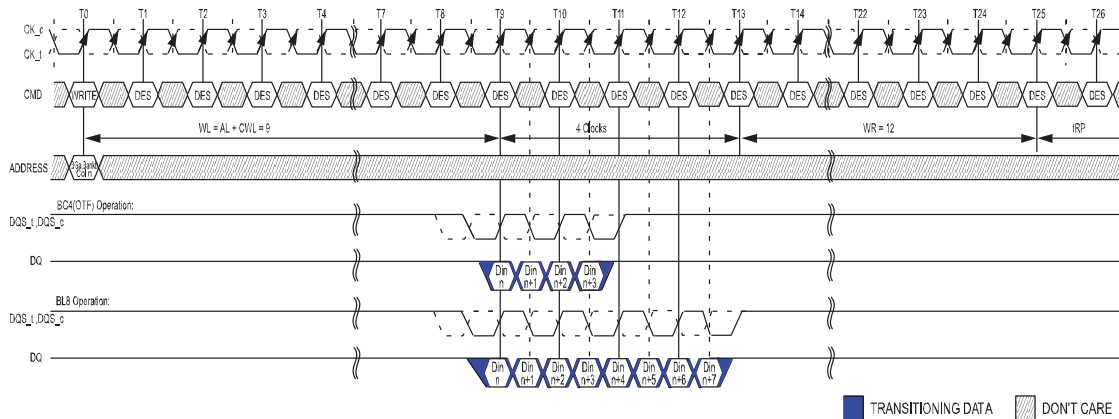 T0 T1 T2 T3 T4 T7 T8 T9 T10 T11 T12 T13 T14 T22 T23 T24 T25 T26
CK_c
CK_t
CMD WRITE DES DES DES DES DES DES DES DES DES DES DES DES DES DES DES DES DES
WL = AL + CWL = 9 4 Clocks WR = 12 tRP
ADDRESS
Col n
BC4(OTF) Operation:
DQS_t ,DQS_c
DQ Din n Din n+1 Din n+2 Din n+3
BL8 Operation:
DQS_t ,DQS_c
DQ Din n Din n+1 Din n+2 Din n+3 Din n+4 Din n+5 Din n+6 Din n+7
TRANSITIONING DATA DON'T CARE